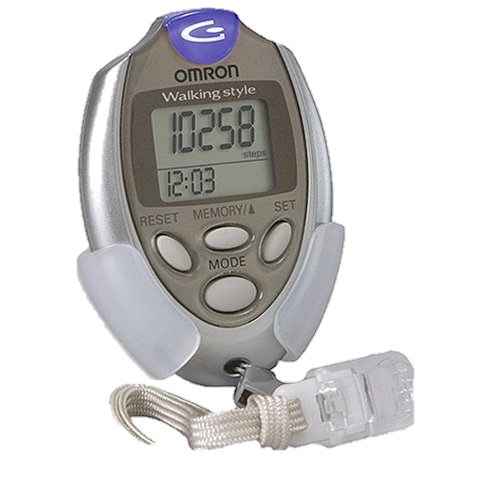 OMRON
Walking style
10258
steps
12:03
RESET MEMORY/▲ SET
MODE